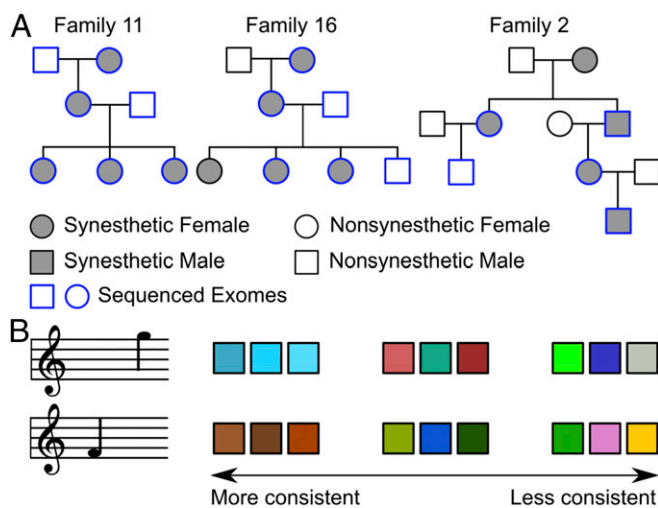 A
Family 11 Family 16 Family 2
Synesthetic Female Nonsynesthetic Female
Synesthetic Male Nonsynesthetic Male
Sequenced Exomes
B
More consistent Less consistent